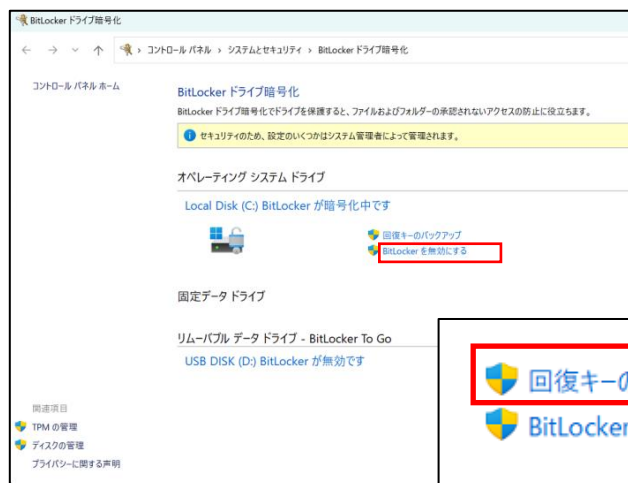 BitLocker ドライブ暗号化
コントロール パネル › システムとセキュリティ › BitLocker ドライブ暗号化
コントロール パネル ホーム
BitLocker ドライブ暗号化
BitLocker ドライブ暗号化でドライブを保護すると、ファイルおよびフォルダーの承認されないアクセスの防止に役立ちます。
セキュリティのため、設定のいくつかはシステム管理者によって管理されます。
オペレーティング システム ドライブ
Local Disk (C:) BitLocker が暗号化中です
回復キーのバックアップ
BitLocker を無効にする
固定データ ドライブ
リムーバブル データ ドライブ - BitLocker To Go
USB DISK (D:) BitLocker が無効です
関連項目
TPM の管理
ディスクの管理
プライバシーに関する声明
回復キーの
BitLocker